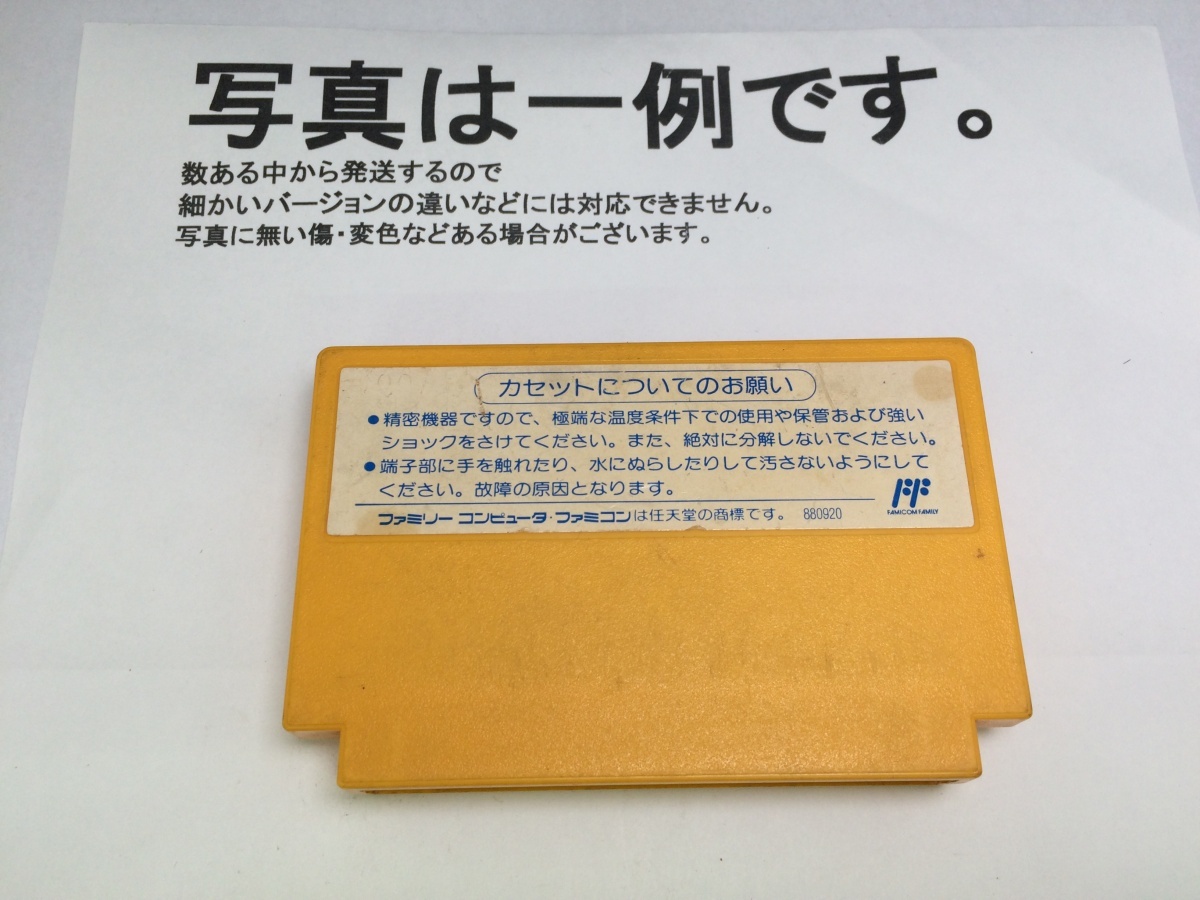 写真は一例です。
数ある中から発送するので
細かいバージョンの違いなどには対応できません。
写真に無い傷・変色などある場合がございます。
カセットについてのお願い
●精密機器ですので、極端な温度条件下での使用や保管および強い
ショックをさけてください。また、絶対に分解しないでください。
●端子部に手を触れたり、水にぬらしたりして汚さないようにして
ください。故障の原因となります。
ファミリー コンピュータ・ファミコンは任天堂の商標です。 880920
FAMICOM FAMILY